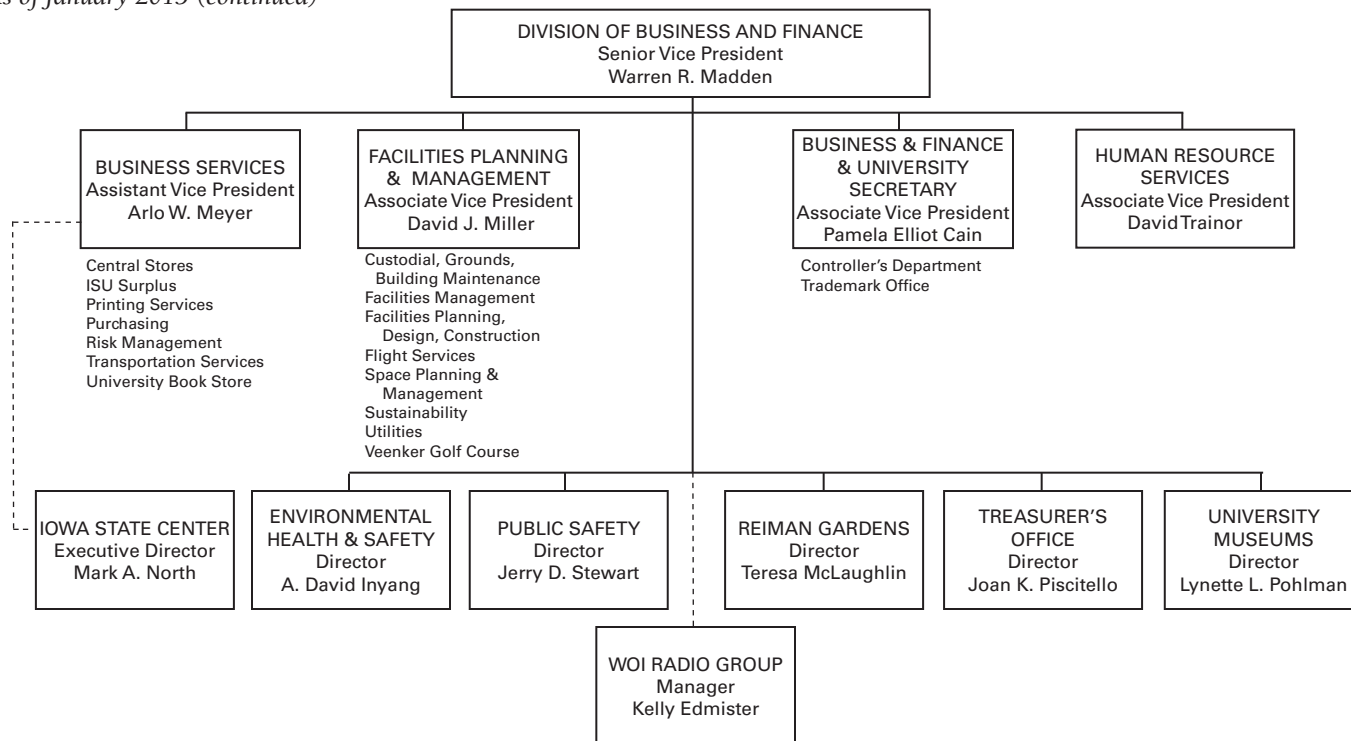 as of January 2013 (continued)
DIVISION OF BUSINESS AND FINANCE
Senior Vice President
Warren R. Madden
BUSINESS SERVICES
Assistant Vice President
Arlo W. Meyer
Central Stores
ISU Surplus
Printing Services
Purchasing
Risk Management
Transportation Services
University Book Store
FACILITIES PLANNING
& MANAGEMENT
Associate Vice President
David J. Miller
Custodial, Grounds,
Building Maintenance
Facilities Management
Facilities Planning,
Design, Construction
Flight Services
Space Planning &
Management
Sustainability
Utilities
Veenker Golf Course
BUSINESS & FINANCE
& UNIVERSITY
SECRETARY
Associate Vice President
Pamela Elliot Cain
Controller's Department
Trademark Office
HUMAN RESOURCE
SERVICES
Associate Vice President
David Trainor
IOWA STATE CENTER
Executive Director
Mark A. North
ENVIRONMENTAL
HEALTH & SAFETY
Director
A. David Inyang
PUBLIC SAFETY
Director
Jerry D. Stewart
REIMAN GARDENS
Director
Teresa McLaughlin
TREASURER'S
OFFICE
Director
Joan K. Piscitello
UNIVERSITY
MUSEUMS
Director
Lynette L. Pohlman
WOI RADIO GROUP
Manager
Kelly Edmister